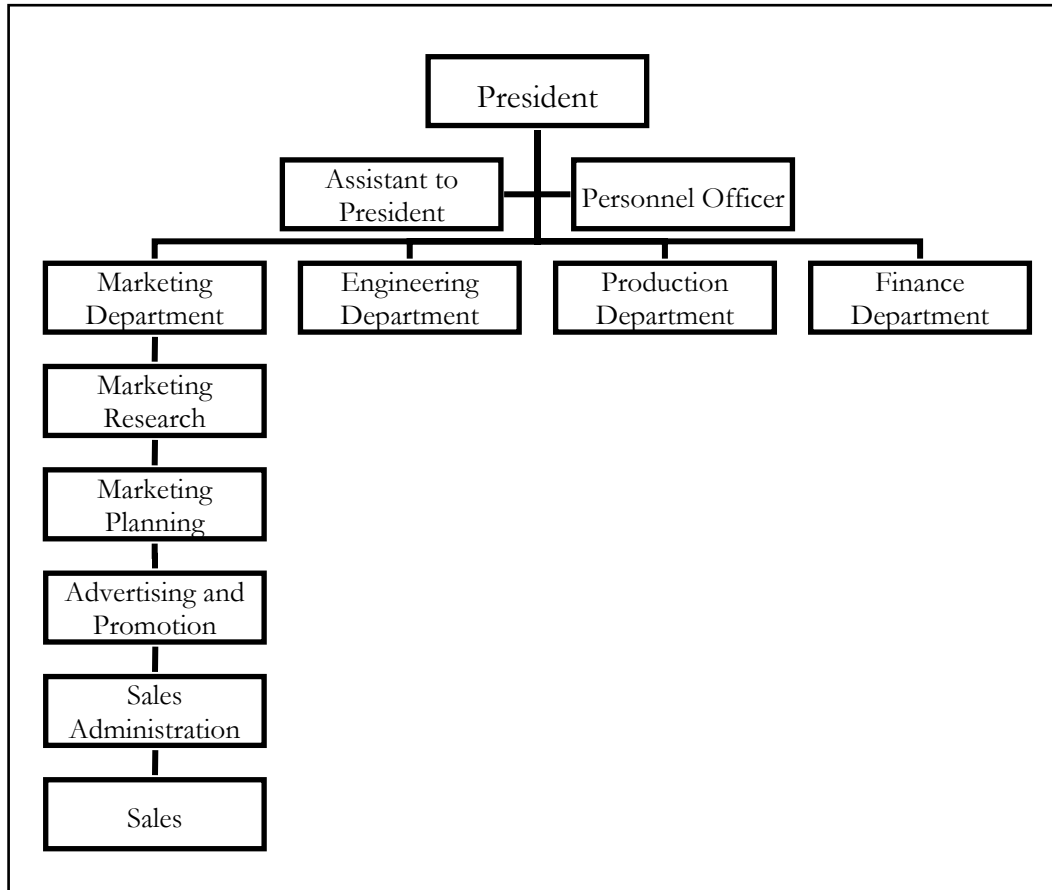 President
Assistant to
President
Personnel Officer
Marketing
Department
Engineering
Department
Production
Department
Finance
Department
Marketing
Research
Marketing
Planning
Advertising and
Promotion
Sales
Administration
Sales